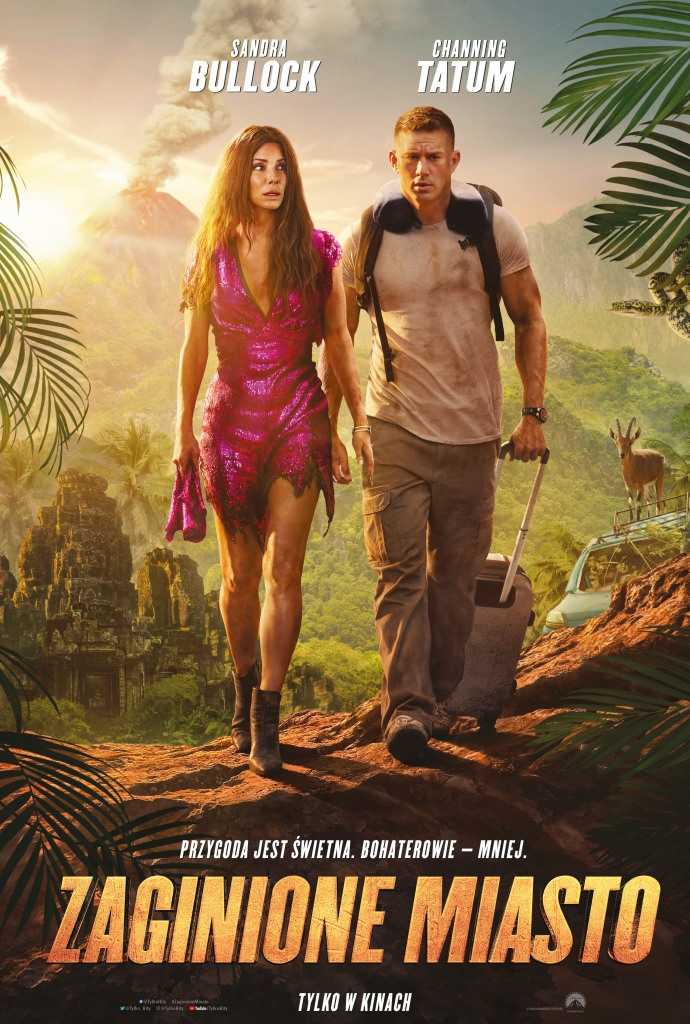 SANDRA
BULLOCK
CHANNING
TATUM
PRZYGODA JEST ŚWIETNA. BOHATEROWIE – MNIEJ.
ZAGINIONE MIASTO
TYLKO W KINACH